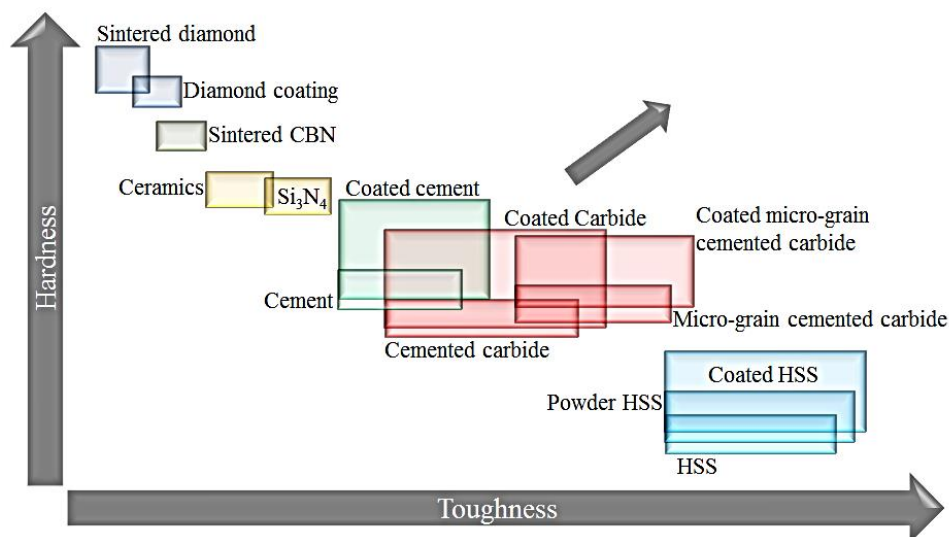 Sintered diamond
Diamond coating
Sintered CBN
Ceramics
Si₃N₄
Coated cement
Coated Carbide
Coated micro-grain
cemented carbide
Hardness
Cement
Micro-grain cemented carbide
Cemented carbide
Coated HSS
Powder HSS
HSS
Toughness